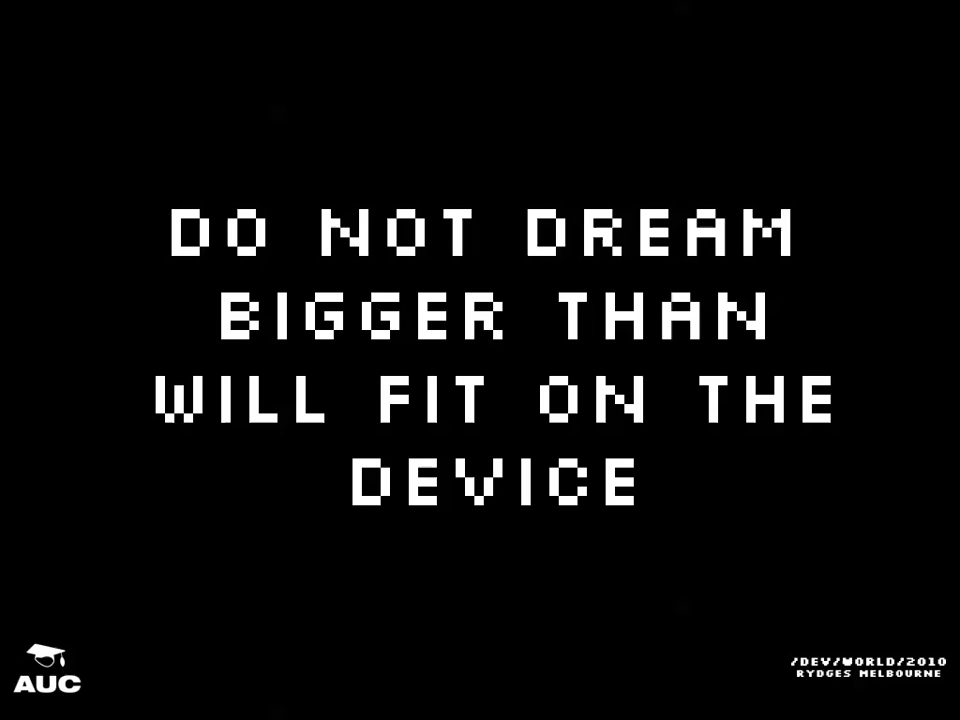 DO NOT DREAM
BIGGER THAN
WILL FIT ON THE
DEVICE
AUC
/DEV/WORLD/2010
RYDGES MELBOURNE